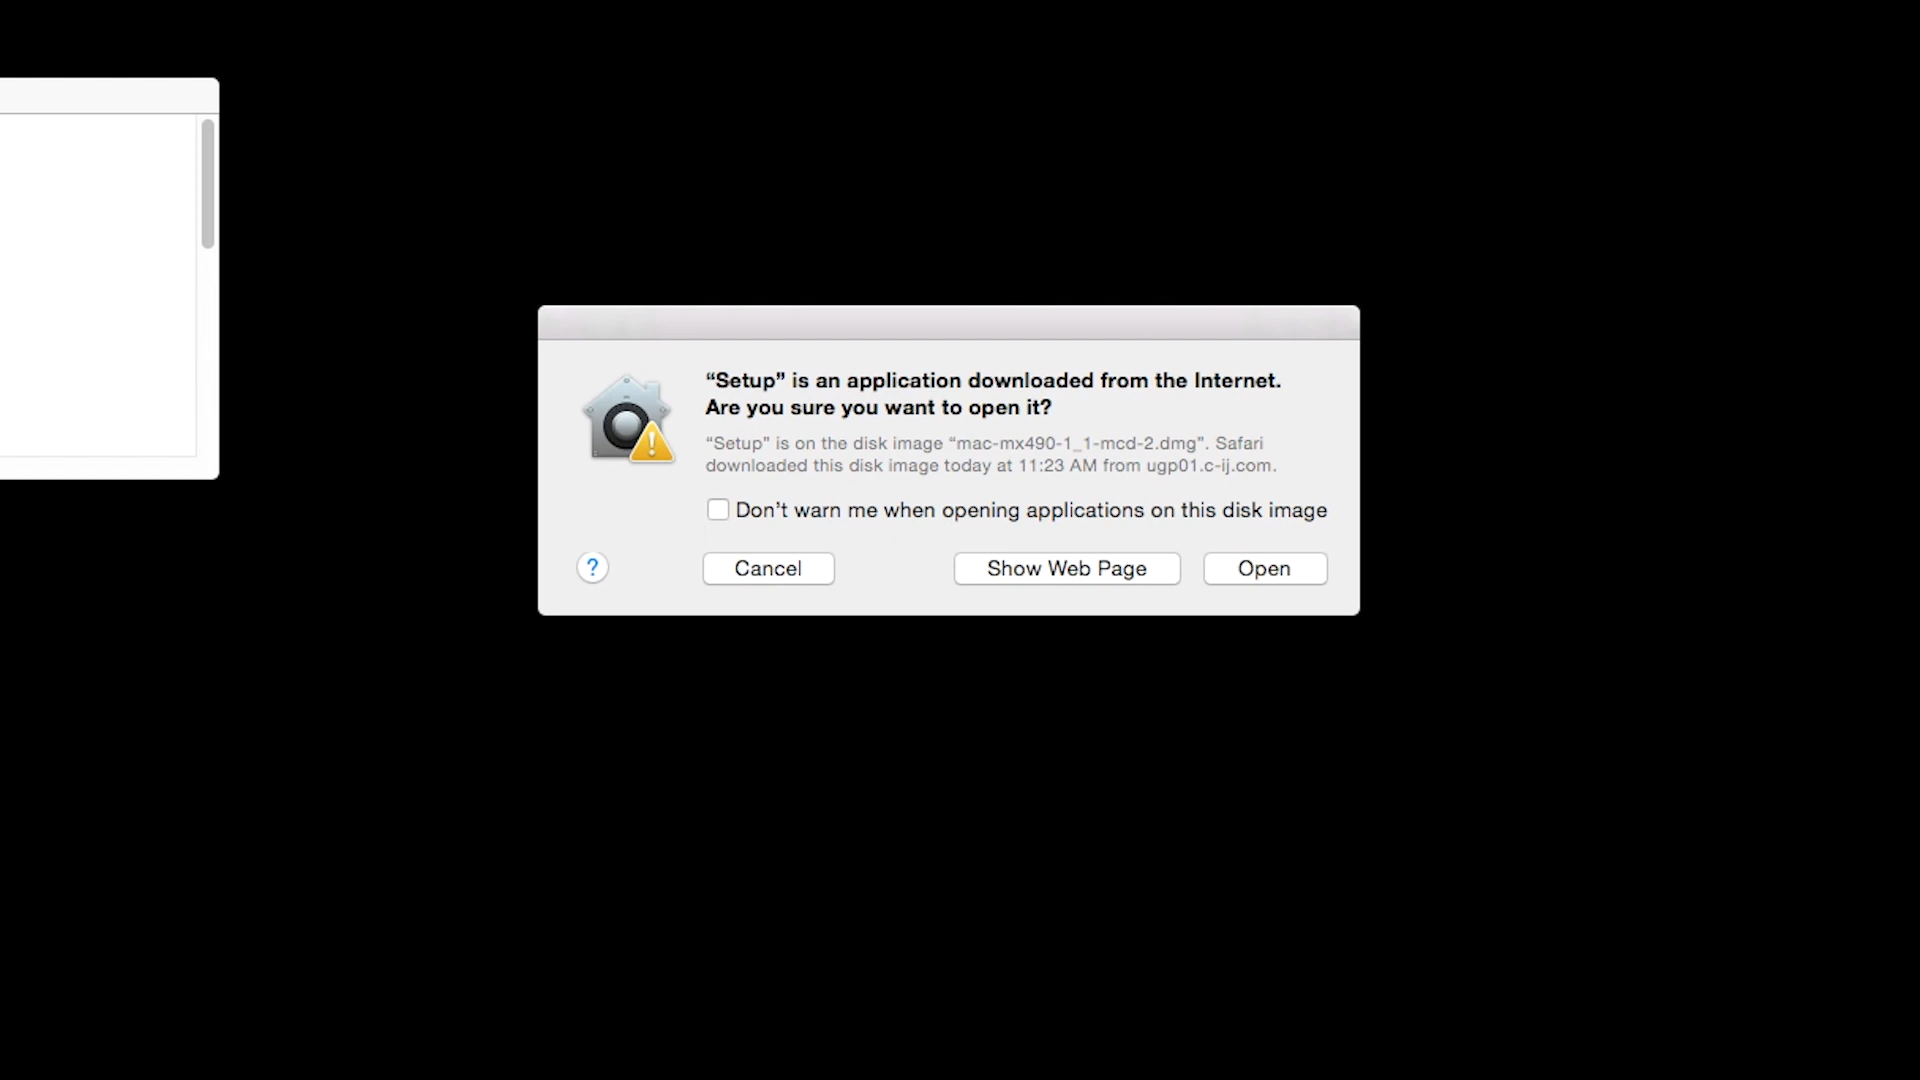 “Setup” is an application downloaded from the Internet.
Are you sure you want to open it?
“Setup” is on the disk image “mac-mx490-1_1-mcd-2.dmg”. Safari
downloaded this disk image today at 11:23 AM from ugp01.c-ij.com.
Don’t warn me when opening applications on this disk image
? Cancel Show Web Page Open